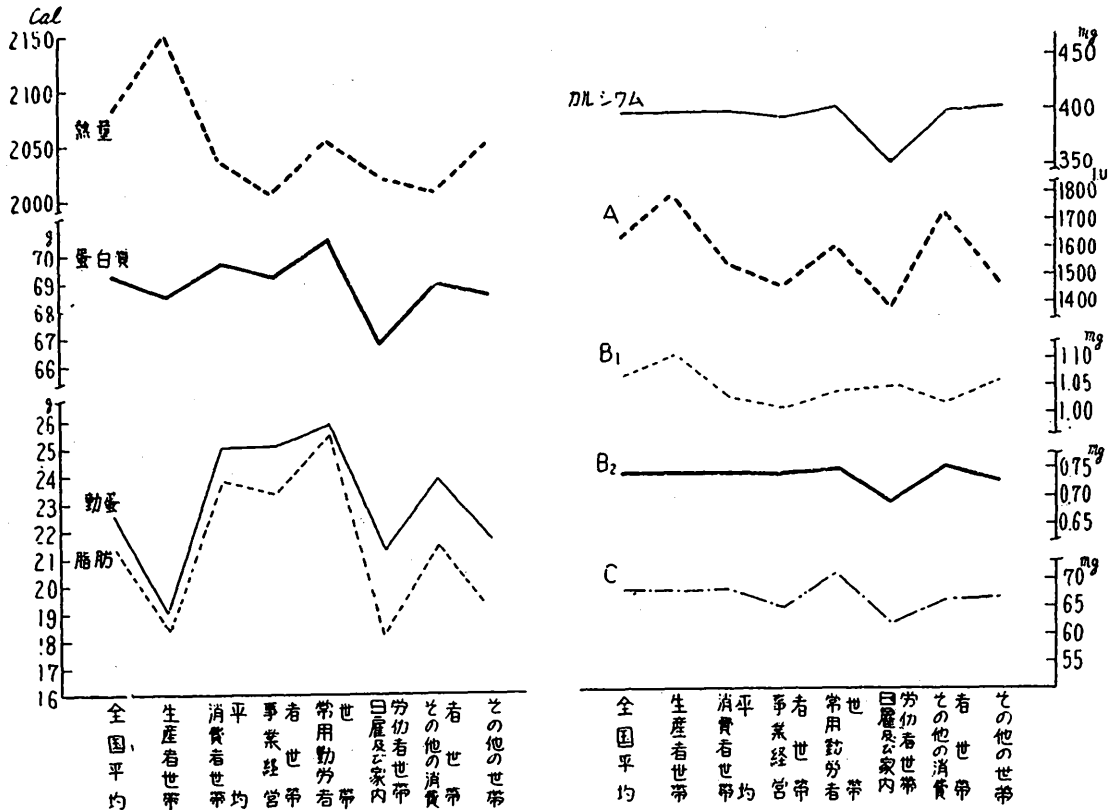 Cal
2150
2100
2050
2000
熱量
g
70
69
68
67
66
蛋白質
g
26
25
24
23
22
21
20
19
18
17
16
動蛋
脂肪
全国平均
生産者世帯
消費者世帯
平均
事業経営
者世帯
常用勤労者
世帯
日雇及び家内
労仂者世帯
その他の消費
者世帯
その他の世帯
mg
450
400
350
カルシウム
I.U
1800
1700
1600
1500
1400
A
mg
1.10
1.05
1.00
B1
mg
0.75
0.70
0.65
B2
mg
70
65
60
55
C
全国平均
生産者世帯
消費者世帯
平均
事業経営
者世帯
常用勤労者
世帯
日雇及び家内
労仂者世帯
その他の消費
者世帯
その他の世帯